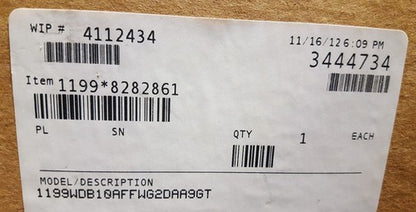 WIP # 4112434
11/16/12 6:09 PM
3444734
Item 1199*8282861
PL SN QTY 1 EACH
MODEL/DESCRIPTION
1199WDB10AFFWG2DAA9GT